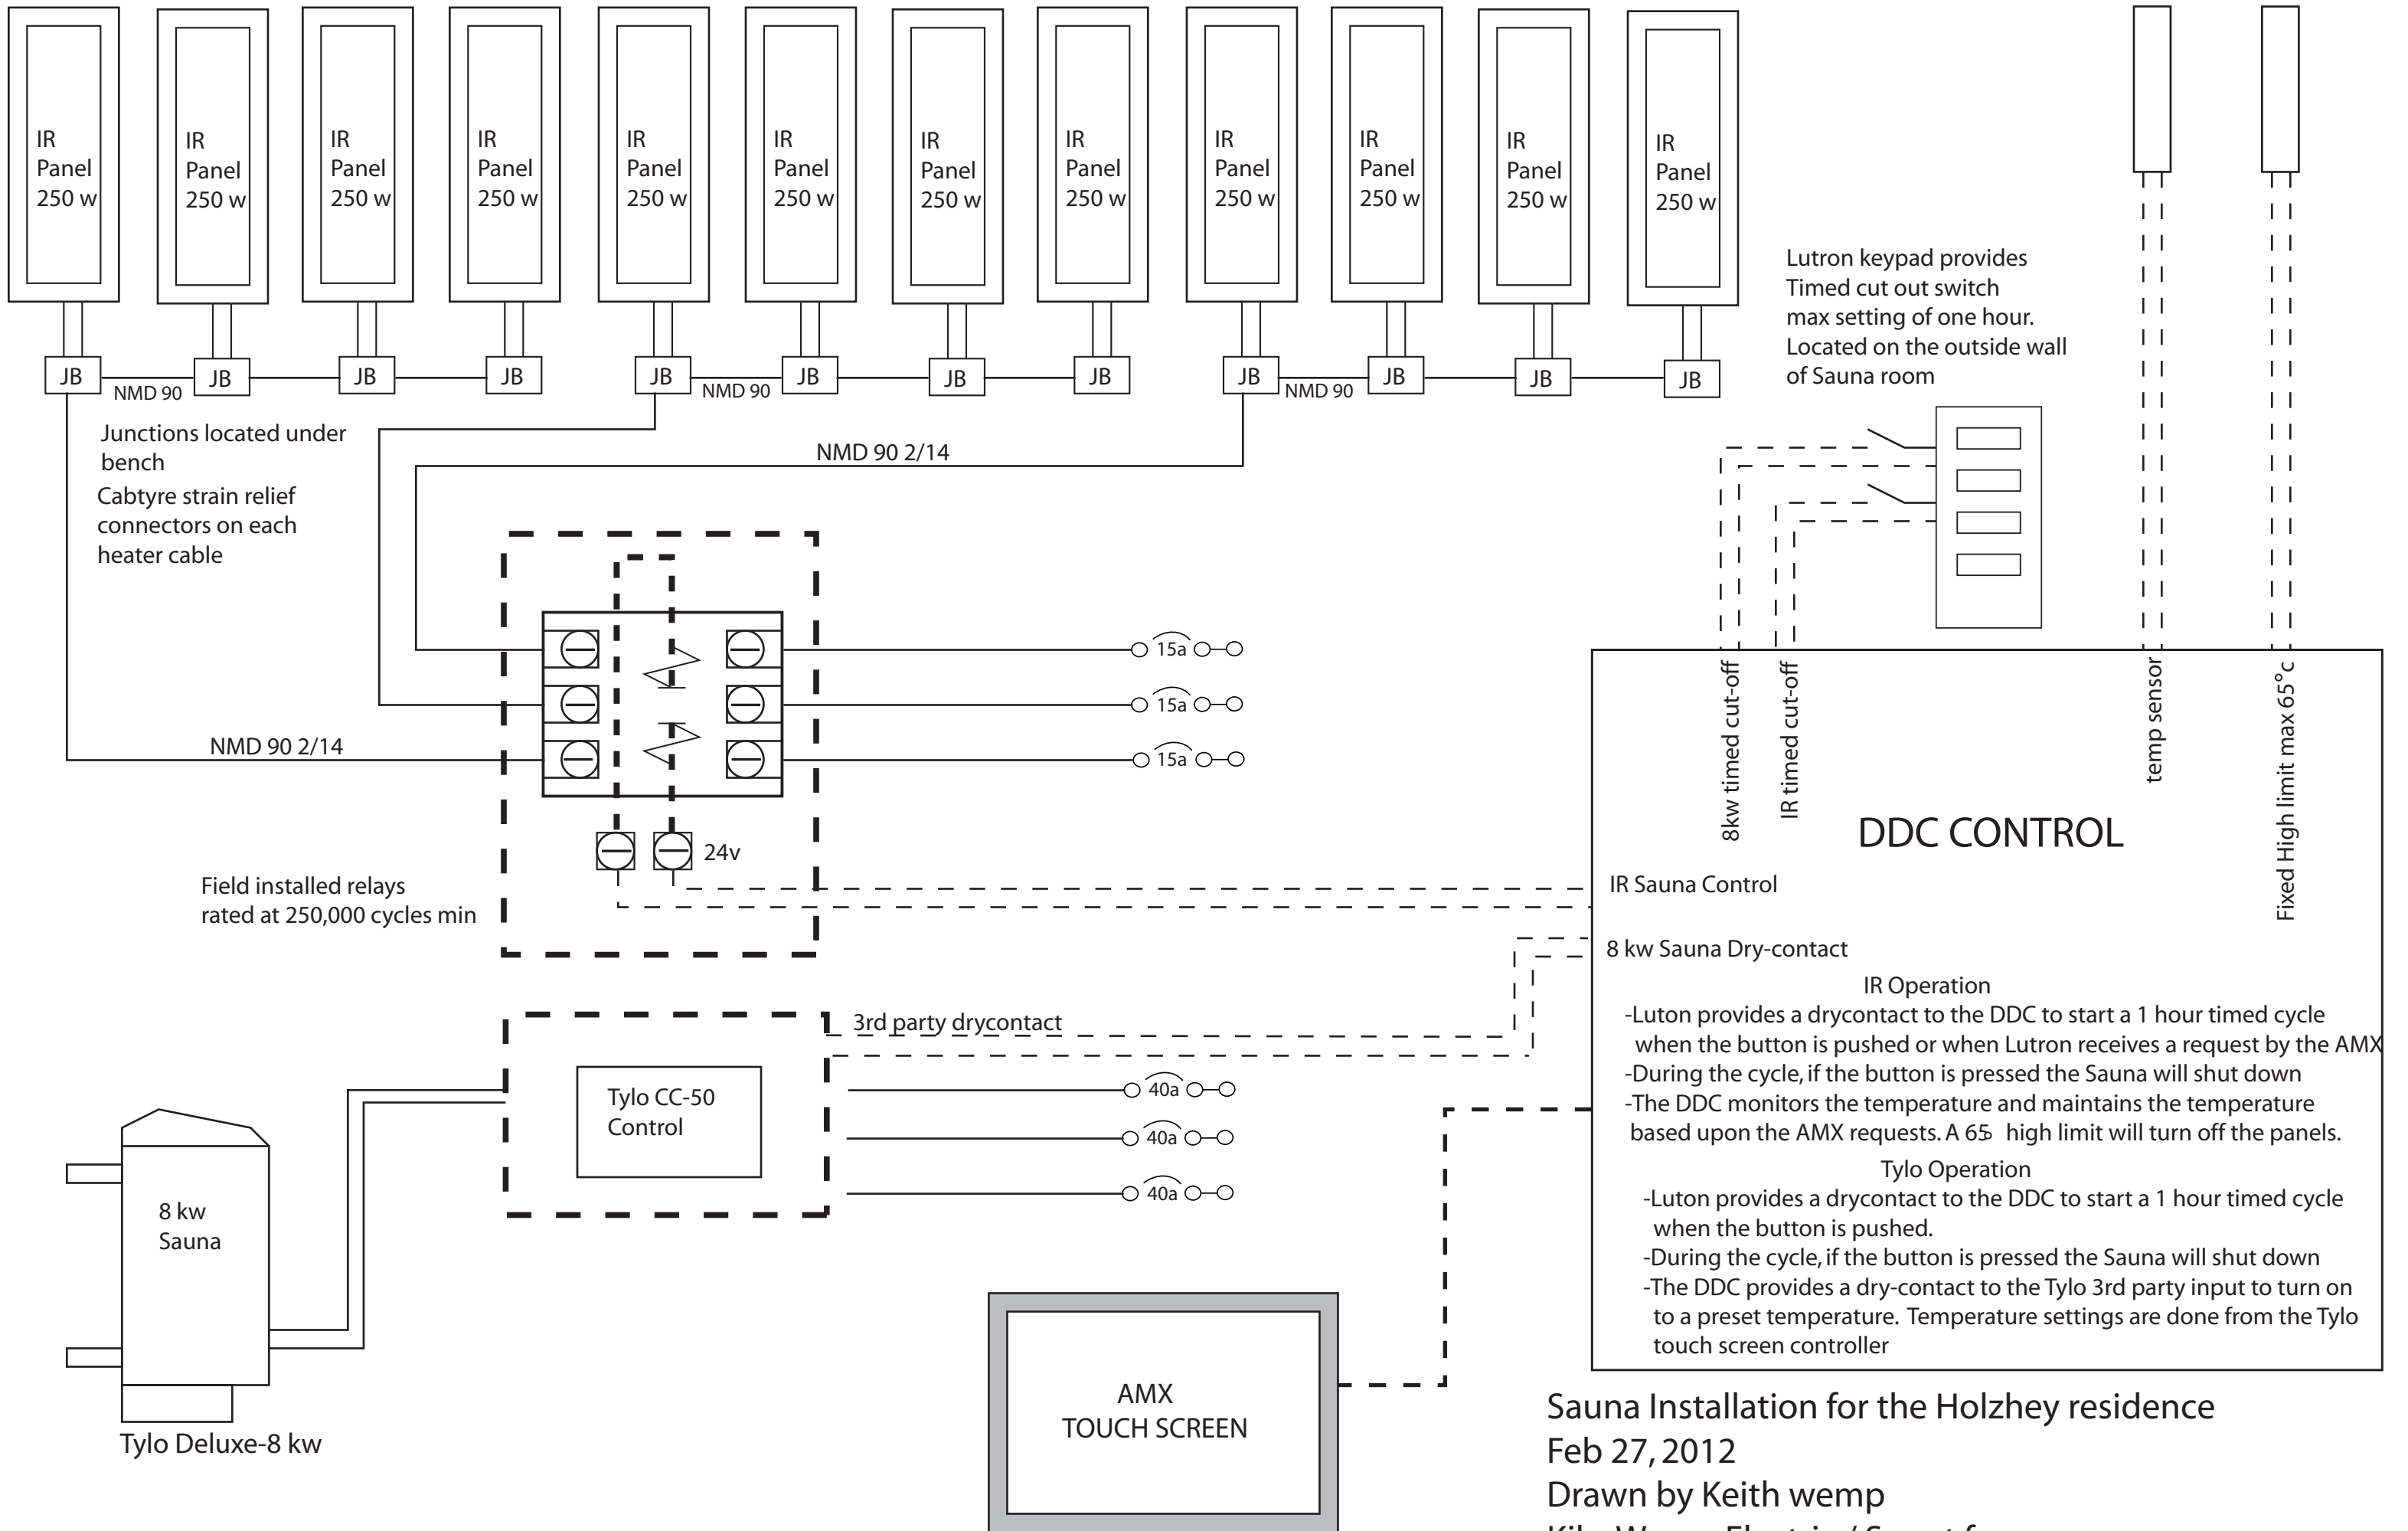 IR
Panel
250 w
IR
Panel
250 w
IR
Panel
250 w
IR
Panel
250 w
IR
Panel
250 w
IR
Panel
250 w
IR
Panel
250 w
IR
Panel
250 w
IR
Panel
250 w
IR
Panel
250 w
IR
Panel
250 w
IR
Panel
250 w
JB
JB
JB
JB
JB
JB
JB
JB
JB
JB
JB
JB
NMD 90
NMD 90
NMD 90
Lutron keypad provides
Timed cut out switch
max setting of one hour.
Located on the outside wall
of Sauna room
Junctions located under
bench
Cabtyre strain relief
connectors on each
heater cable
NMD 90 2/14
NMD 90 2/14
15a
15a
15a
24v
Field installed relays
rated at 250,000 cycles min
8kw timed cut-off
IR timed cut-off
temp sensor
Fixed High limit max 65°c
DDC CONTROL
IR Sauna Control
8 kw Sauna Dry-contact
IR Operation
-Luton provides a drycontact to the DDC to start a 1 hour timed cycle
when the button is pushed or when Lutron receives a request by the AMX
-During the cycle, if the button is pressed the Sauna will shut down
-The DDC monitors the temperature and maintains the temperature
based upon the AMX requests. A 65° high limit will turn off the panels.
Tylo Operation
-Luton provides a drycontact to the DDC to start a 1 hour timed cycle
when the button is pushed.
-During the cycle, if the button is pressed the Sauna will shut down
-The DDC provides a dry-contact to the Tylo 3rd party input to turn on
to a preset temperature. Temperature settings are done from the Tylo
touch screen controller
3rd party drycontact
Tylo CC-50
Control
40a
40a
40a
8 kw
Sauna
Tylo Deluxe-8 kw
AMX
TOUCH SCREEN
Sauna Installation for the Holzhey residence
Feb 27, 2012
Drawn by Keith wemp